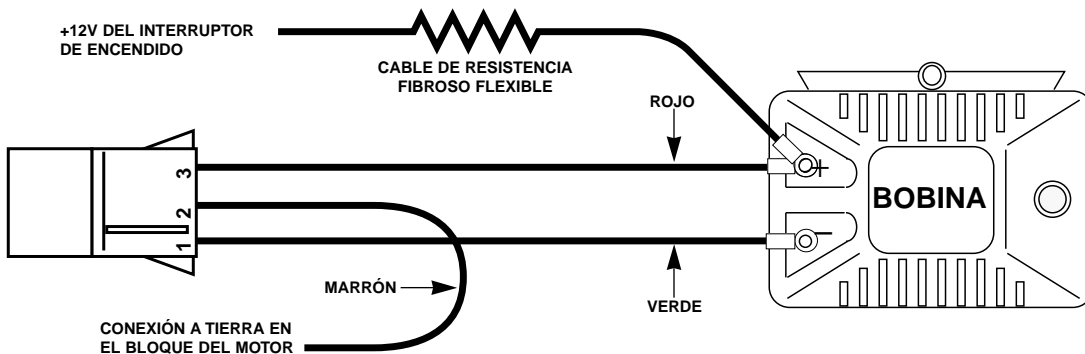 +12V DEL INTERRUPTOR
DE ENCENDIDO
CABLE DE RESISTENCIA
FIBROSO FLEXIBLE
ROJO
3
+
BOBINA
2
1
–
MARRÓN
VERDE
CONEXIÓN A TIERRA EN
EL BLOQUE DEL MOTOR